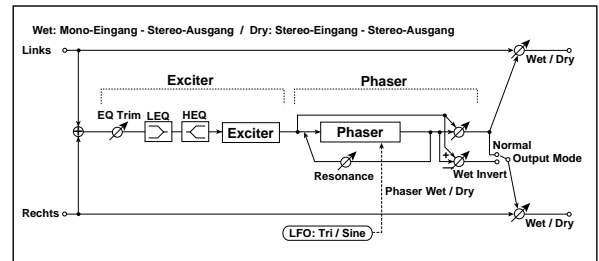 Wet: Mono-Eingang - Stereo-Ausgang / Dry: Stereo-Eingang - Stereo-Ausgang
Links
Wet / Dry
Exciter
Phaser
EQ Trim
LEQ
HEQ
Exciter
Phaser
Normal
Output Mode
+
−
Wet Invert
Resonance
Phaser Wet / Dry
Rechts
LFO: Tri / Sine
Wet / Dry